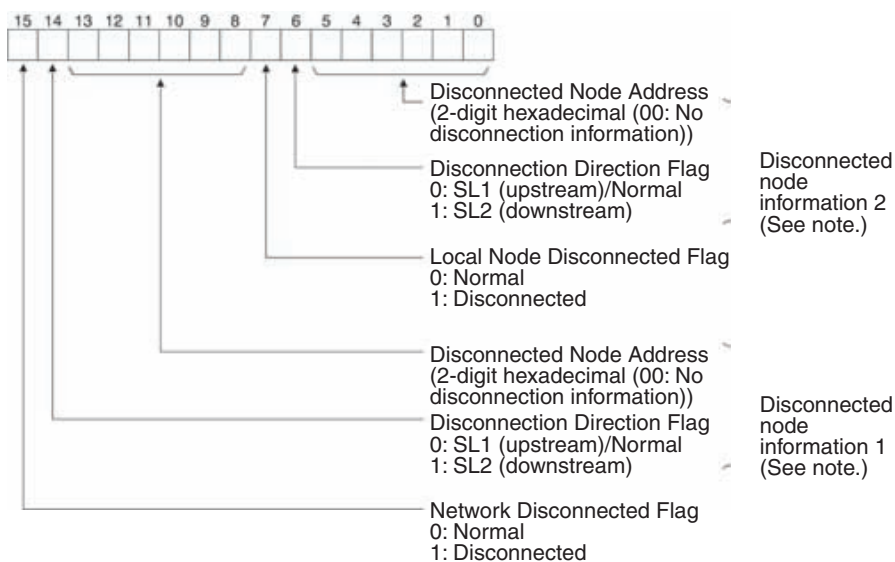 15 14 13 12 11 10 9 8 7 6 5 4 3 2 1 0
Disconnected Node Address
(2-digit hexadecimal (00: No
disconnection information))
Disconnection Direction Flag
0: SL1 (upstream)/Normal
1: SL2 (downstream)
Disconnected
node
information 2
(See note.)
Local Node Disconnected Flag
0: Normal
1: Disconnected
Disconnected Node Address
(2-digit hexadecimal (00: No
disconnection information))
Disconnection Direction Flag
0: SL1 (upstream)/Normal
1: SL2 (downstream)
Disconnected
node
information 1
(See note.)
Network Disconnected Flag
0: Normal
1: Disconnected